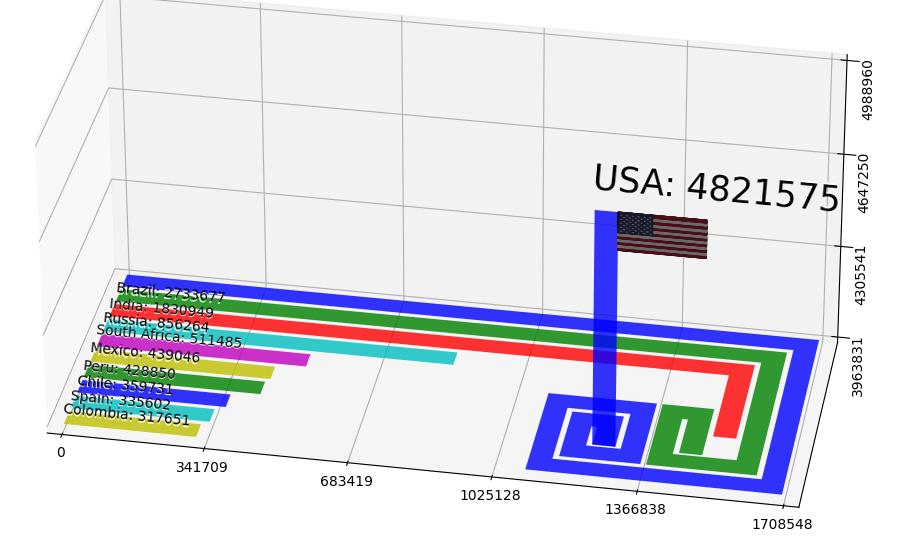 USA: 4821575
Brazil: 2733677
India: 1830949
Russia: 856264
South Africa: 511485
Mexico: 439046
Peru: 428850
Chile: 359731
Spain: 335602
Colombia: 317651
0
341709
683419
1025128
1366838
1708548
4988960
4647250
4305541
3963831